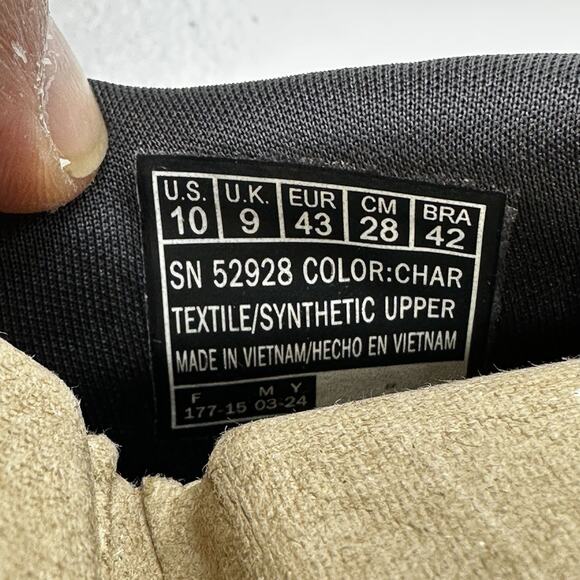 U.S. U.K. EUR CM BRA
10 9 43 28 42
SN 52928 COLOR:CHAR
TEXTILE/SYNTHETIC UPPER
MADE IN VIETNAM/HECHO EN VIETNAM
F M Y
177-15 03-24